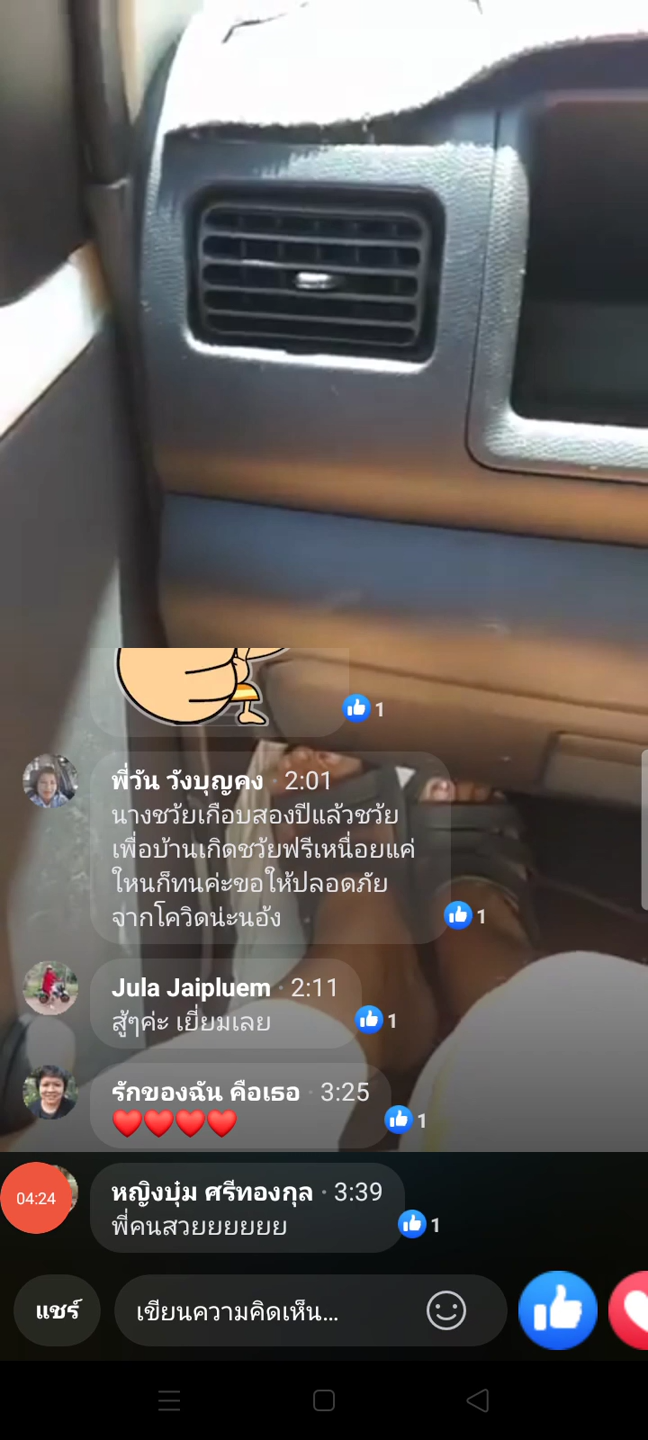 1
พี่วัน วังบุญคง · 2:01
นางชวัยเกือบสองปีแล้วชวัย
เพื่อบ้านเกิดชวัยฟรีเหนื่อยแค่
ใหนก็ทนค่ะขอให้ปลอดภัย
จากโควิดน่ะนอ้ง
1
Jula Jaipluem · 2:11
สู้ๆค่ะ เยี่ยมเลย
1
รักของฉัน คือเธอ · 3:25
❤️❤️❤️❤️
1
04:24
หญิงบุ๋ม ศรีทองกุล · 3:39
พี่คนสวยยยยยย
1
แชร์
เขียนความคิดเห็น...